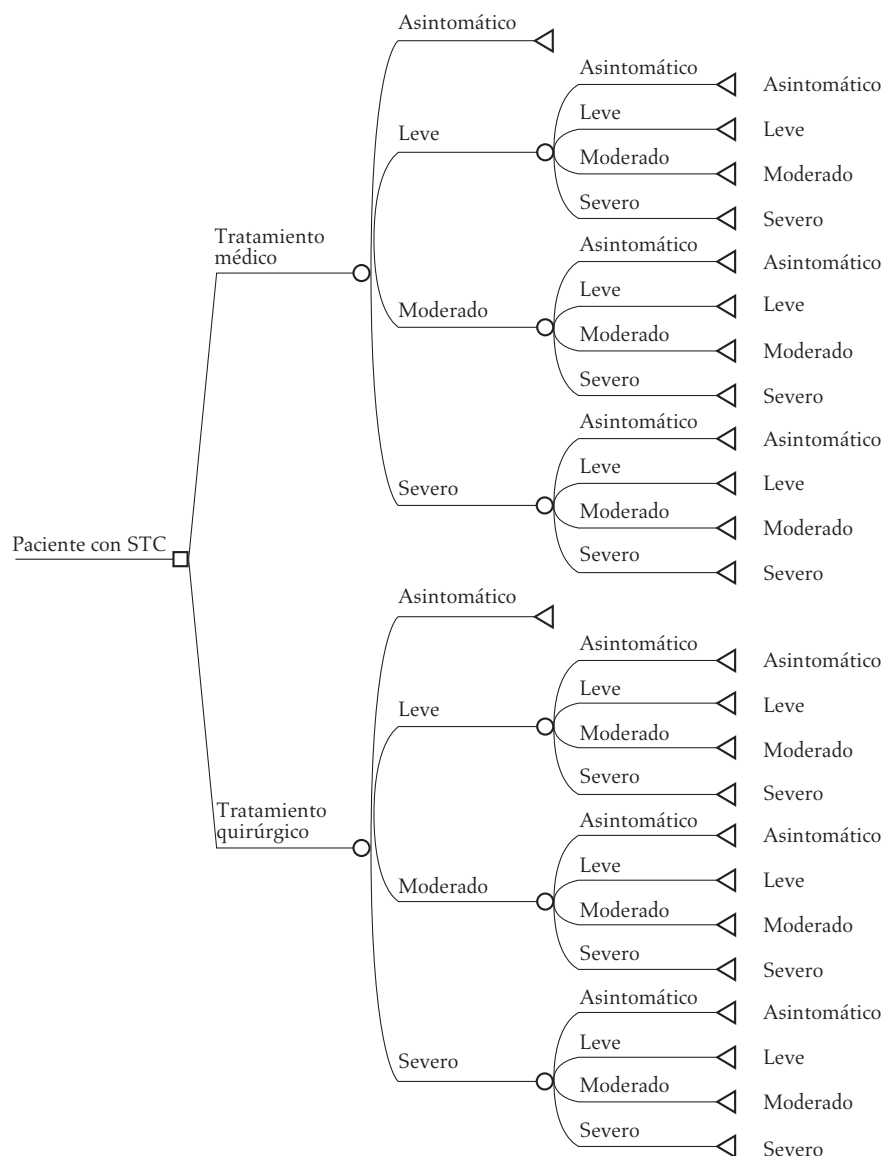 Asintomático
Asintomático Asintomático
Leve Leve
Leve
Moderado Moderado
Severo Severo
Tratamiento
médico
Asintomático Asintomático
Leve Leve
Moderado
Moderado Moderado
Severo Severo
Asintomático Asintomático
Leve Leve
Severo
Moderado Moderado
Paciente con STC
Severo Severo
Asintomático
Asintomático Asintomático
Leve Leve
Leve
Moderado Moderado
Severo Severo
Tratamiento
quirúrgico
Asintomático Asintomático
Leve Leve
Moderado
Moderado Moderado
Severo Severo
Asintomático Asintomático
Leve Leve
Severo
Moderado Moderado
Severo Severo